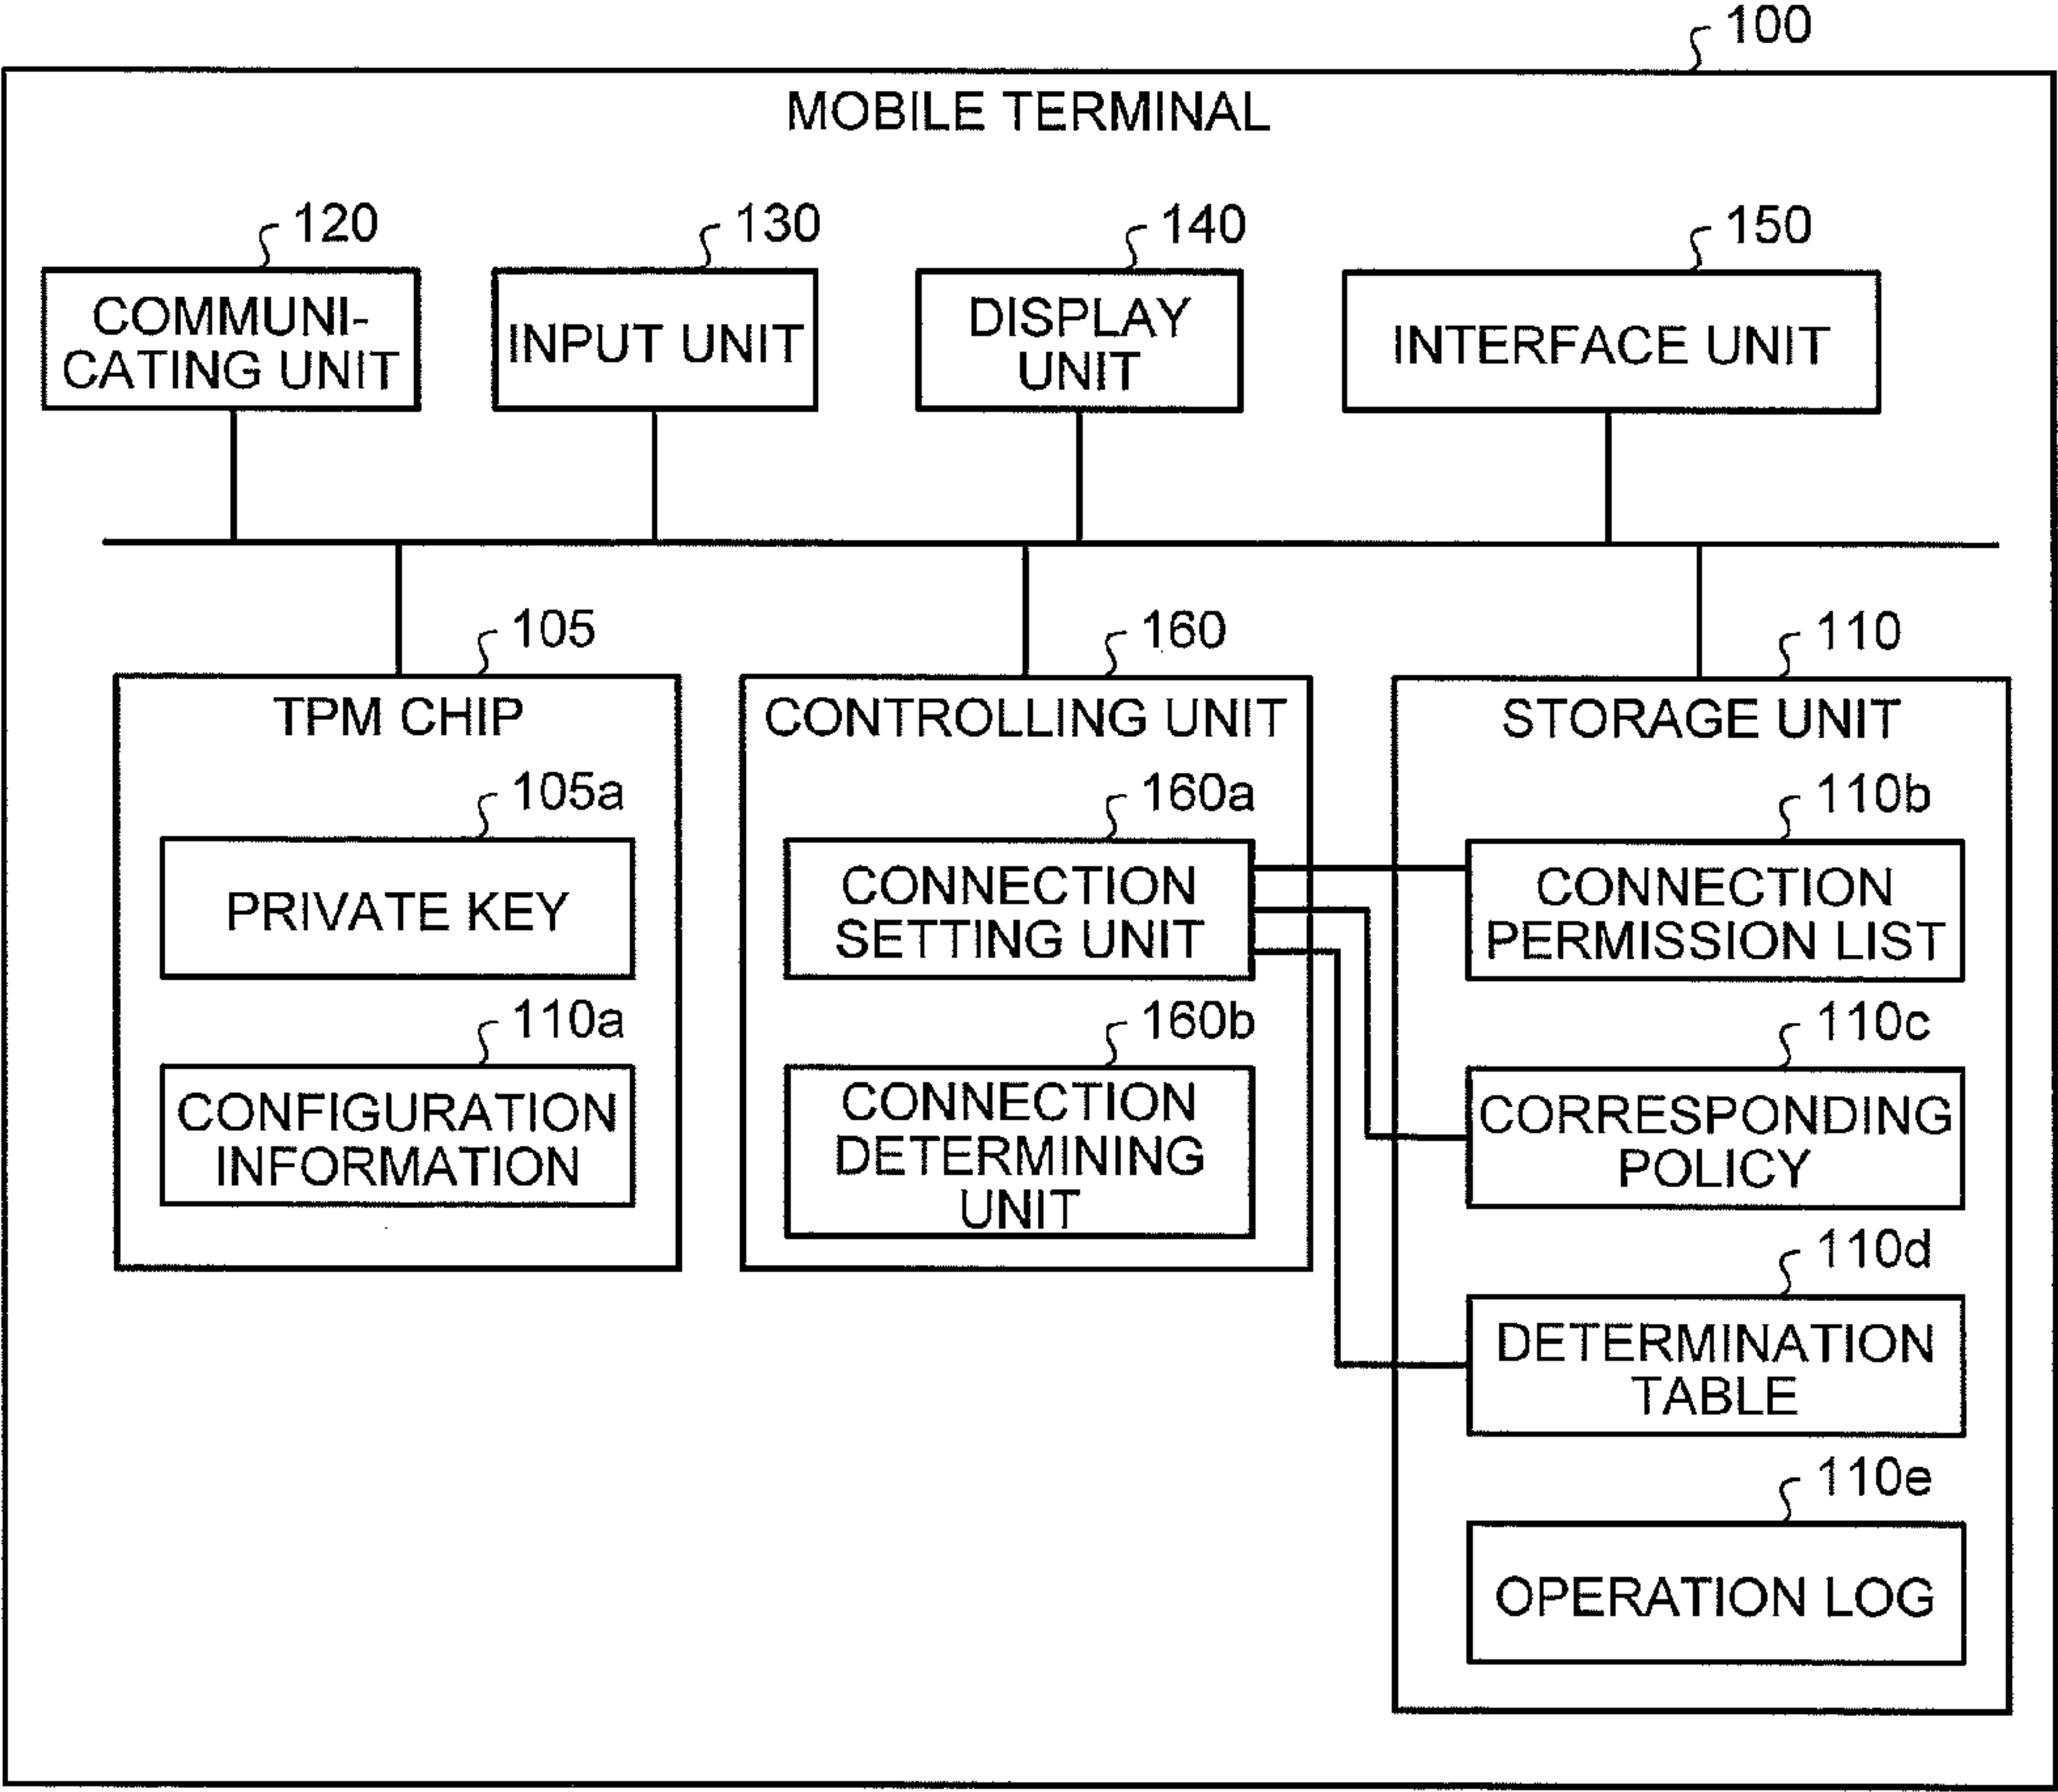 100
MOBILE TERMINAL
120
130
140
150
COMMUNI-
CATING UNIT
INPUT UNIT
DISPLAY
UNIT
INTERFACE UNIT
105
160
110
TPM CHIP
CONTROLLING UNIT
STORAGE UNIT
105a
160a
110b
PRIVATE KEY
CONNECTION
SETTING UNIT
CONNECTION
PERMISSION LIST
110a
160b
110c
CONFIGURATION
INFORMATION
CONNECTION
DETERMINING
UNIT
CORRESPONDING
POLICY
110d
DETERMINATION
TABLE
110e
OPERATION LOG